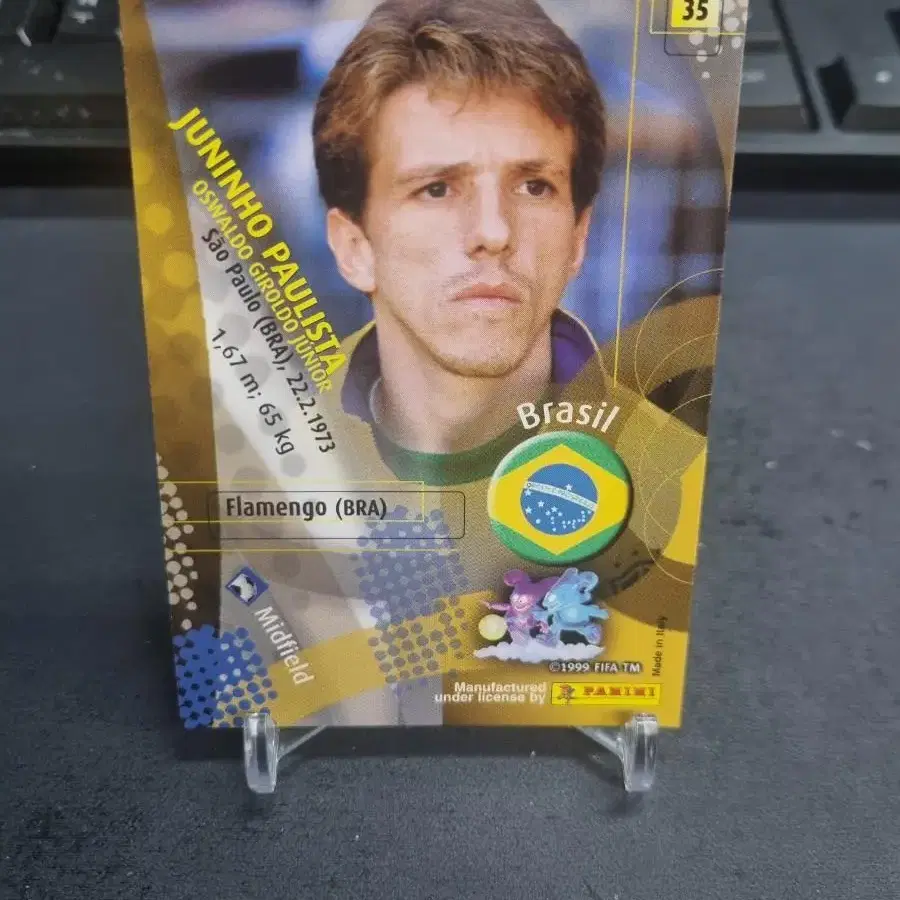 35
JUNINHO PAULISTA
OSWALDO GIROLDO JÚNIOR
São Paulo (BRA), 22.2.1973
1,67 m; 65 kg
Brasil
Flamengo (BRA)
Midfield
©1999 FIFA TM
Made in Italy
Manufactured
under license by
PANINI